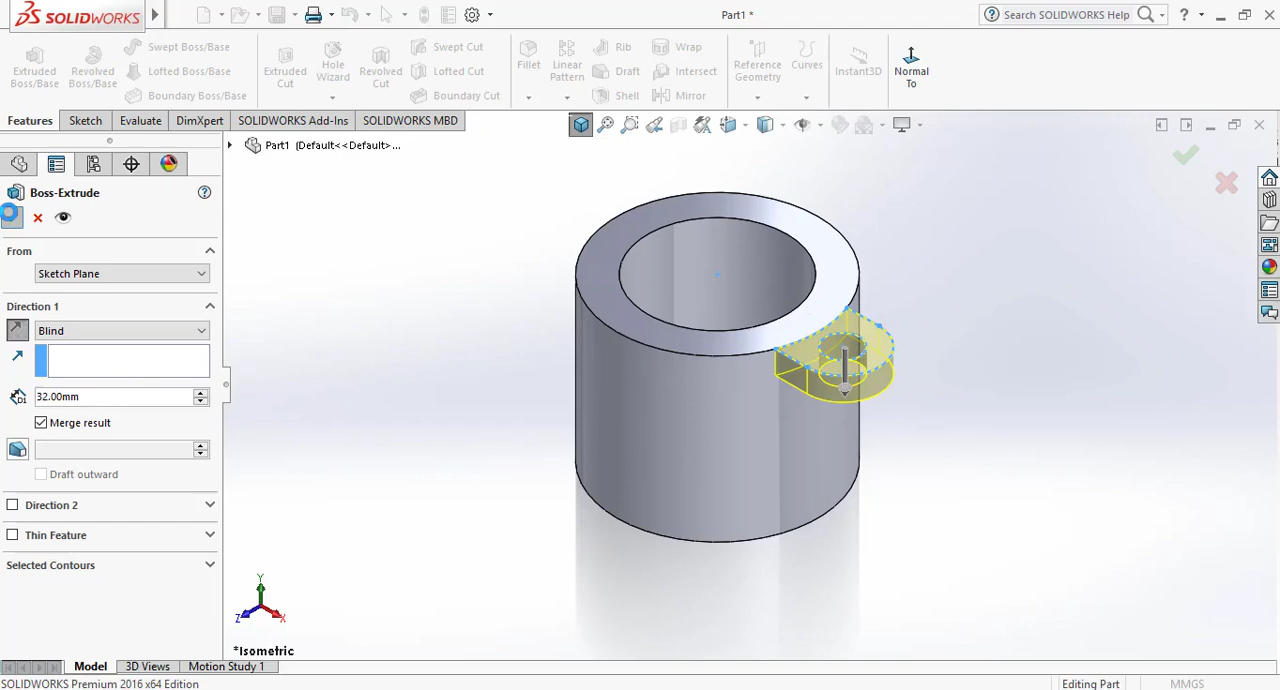 SOLIDWORKS
Part1 *
Search SOLIDWORKS Help
?
Extruded Boss/Base
Revolved Boss/Base
Swept Boss/Base
Lofted Boss/Base
Boundary Boss/Base
Extruded Cut
Hole Wizard
Revolved Cut
Swept Cut
Lofted Cut
Boundary Cut
Fillet
Linear Pattern
Rib
Draft
Shell
Wrap
Intersect
Mirror
Reference Geometry
Curves
Instant3D
Normal To
Features
Sketch
Evaluate
DimXpert
SOLIDWORKS Add-Ins
SOLIDWORKS MBD
Part1 (Default<<Default>...
Boss-Extrude
From
Sketch Plane
Direction 1
Blind
32.00mm
Merge result
Draft outward
Direction 2
Thin Feature
Selected Contours
Y
Z
X
*Isometric
Model
3D Views
Motion Study 1
SOLIDWORKS Premium 2016 x64 Edition
Editing Part
MMGS